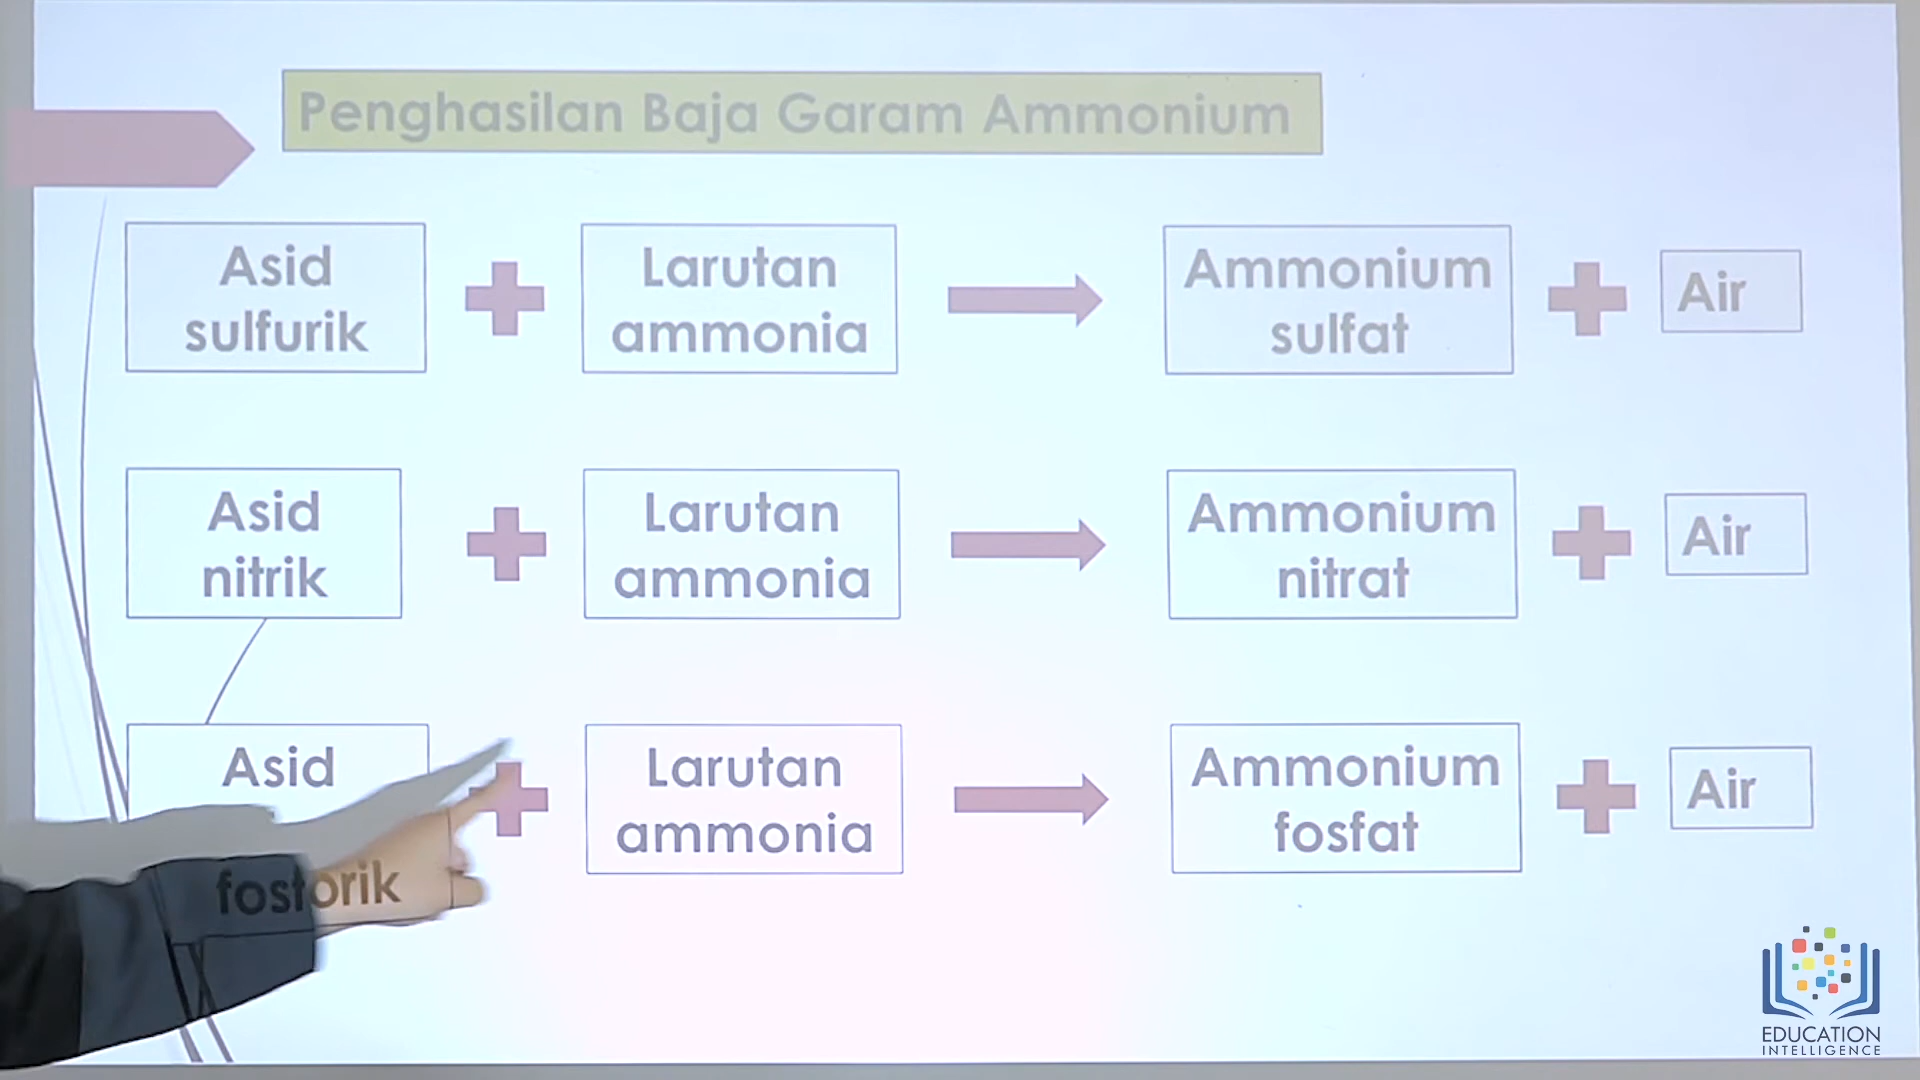 Penghasilan Baja Garam Ammonium
Asid
sulfurik
Larutan
ammonia
Ammonium
sulfat
Air
Asid
nitrik
Larutan
ammonia
Ammonium
nitrat
Air
Asid
fosforik
Larutan
ammonia
Ammonium
fosfat
Air
EDUCATION
INTELLIGENCE